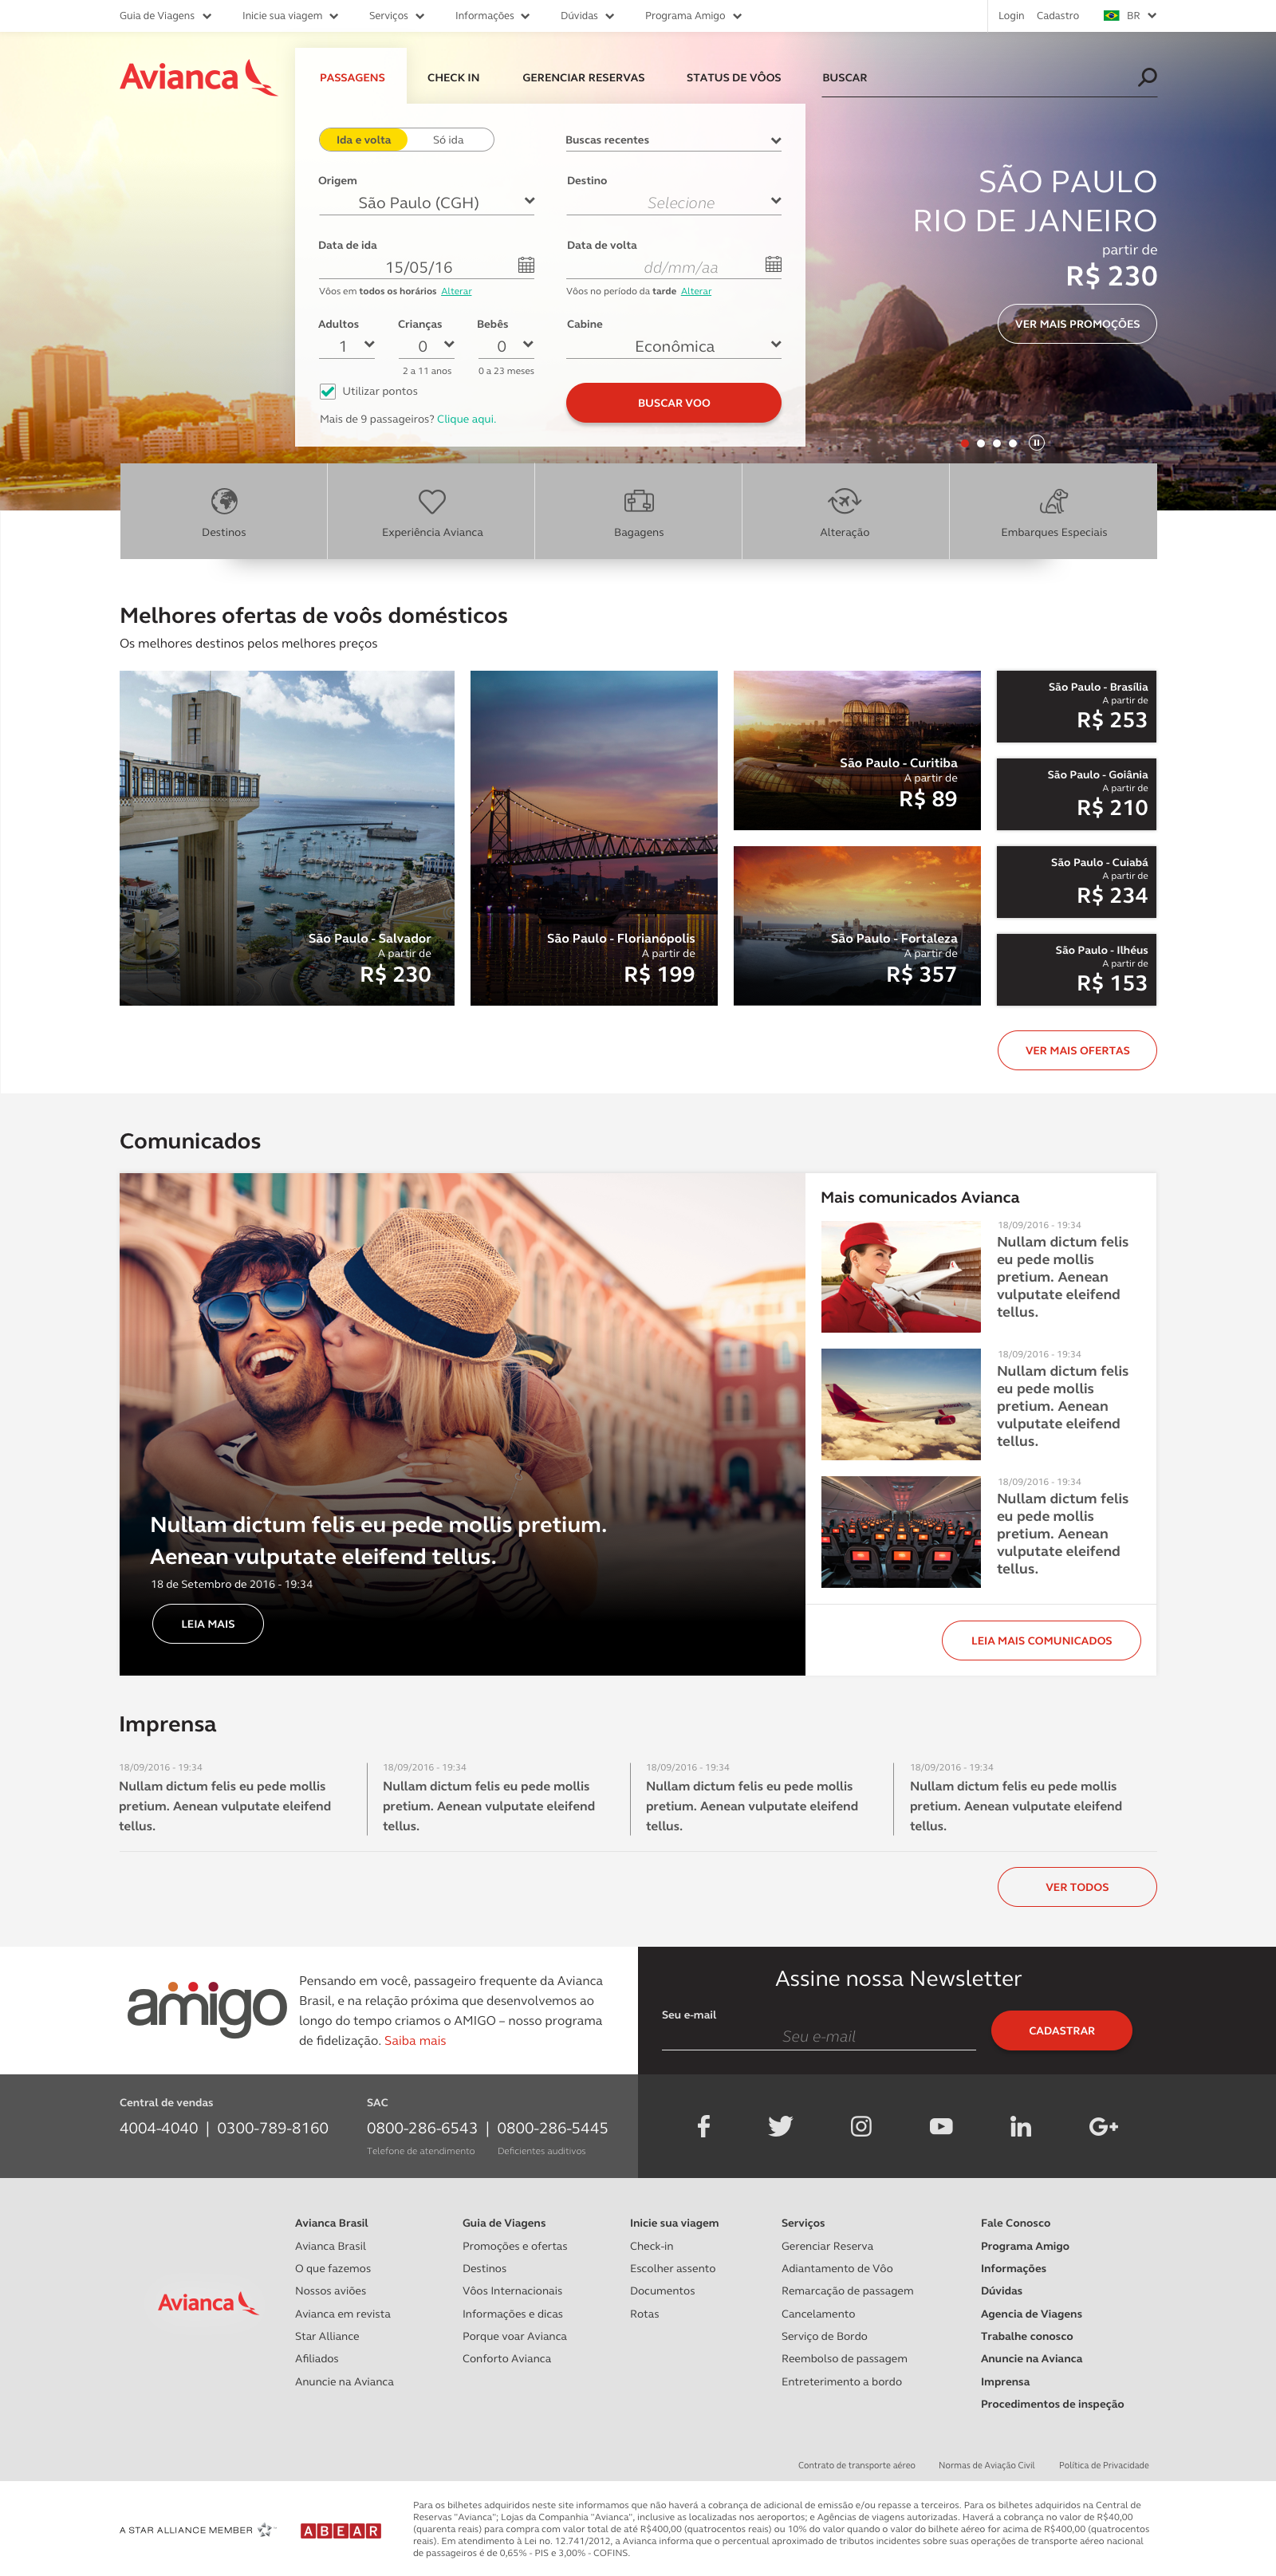 Guia de Viagens Inicie sua viagem Serviços Informações Dúvidas Programa Amigo Login Cadastro BR
Avianca
PASSAGENS CHECK IN GERENCIAR RESERVAS STATUS DE VÔOS BUSCAR
Ida e volta Só ida Buscas recentes
Origem Destino
São Paulo (CGH) Selecione
Data de ida Data de volta
15/05/16 dd/mm/aa
Vôos em todos os horários Alterar Vôos no período da tarde Alterar
Adultos Crianças Bebês Cabine
1 0 0 Econômica
2 a 11 anos 0 a 23 meses
Utilizar pontos
BUSCAR VOO
Mais de 9 passageiros? Clique aqui.
SÃO PAULO
RIO DE JANEIRO
partir de
R$ 230
VER MAIS PROMOÇÕES
Destinos Experiência Avianca Bagagens Alteração Embarques Especiais
Melhores ofertas de voôs domésticos
Os melhores destinos pelos melhores preços
São Paulo - Salvador
A partir de
R$ 230
São Paulo - Florianópolis
A partir de
R$ 199
São Paulo - Curitiba
A partir de
R$ 89
São Paulo - Fortaleza
A partir de
R$ 357
São Paulo - Brasília
A partir de
R$ 253
São Paulo - Goiânia
A partir de
R$ 210
São Paulo - Cuiabá
A partir de
R$ 234
São Paulo - Ilhéus
A partir de
R$ 153
VER MAIS OFERTAS
Comunicados
Nullam dictum felis eu pede mollis pretium.
Aenean vulputate eleifend tellus.
18 de Setembro de 2016 - 19:34
LEIA MAIS
Mais comunicados Avianca
18/09/2016 - 19:34
Nullam dictum felis
eu pede mollis
pretium. Aenean
vulputate eleifend
tellus.
18/09/2016 - 19:34
Nullam dictum felis
eu pede mollis
pretium. Aenean
vulputate eleifend
tellus.
18/09/2016 - 19:34
Nullam dictum felis
eu pede mollis
pretium. Aenean
vulputate eleifend
tellus.
LEIA MAIS COMUNICADOS
Imprensa
18/09/2016 - 19:34
Nullam dictum felis eu pede mollis
pretium. Aenean vulputate eleifend
tellus.
18/09/2016 - 19:34
Nullam dictum felis eu pede mollis
pretium. Aenean vulputate eleifend
tellus.
18/09/2016 - 19:34
Nullam dictum felis eu pede mollis
pretium. Aenean vulputate eleifend
tellus.
18/09/2016 - 19:34
Nullam dictum felis eu pede mollis
pretium. Aenean vulputate eleifend
tellus.
VER TODOS
amigo
Pensando em você, passageiro frequente da Avianca
Brasil, e na relação próxima que desenvolvemos ao
longo do tempo criamos o AMIGO – nosso programa
de fidelização. Saiba mais
Assine nossa Newsletter
Seu e-mail
Seu e-mail
CADASTRAR
Central de vendas
4004-4040 | 0300-789-8160
SAC
0800-286-6543 | 0800-286-5445
Telefone de atendimento Deficientes auditivos
f in G+
Avianca
Avianca Brasil
Avianca Brasil
O que fazemos
Nossos aviões
Avianca em revista
Star Alliance
Afiliados
Anuncie na Avianca
Guia de Viagens
Promoções e ofertas
Destinos
Vôos Internacionais
Informações e dicas
Porque voar Avianca
Conforto Avianca
Inicie sua viagem
Check-in
Escolher assento
Documentos
Rotas
Serviços
Gerenciar Reserva
Adiantamento de Vôo
Remarcação de passagem
Cancelamento
Serviço de Bordo
Reembolso de passagem
Entreterimento a bordo
Fale Conosco
Programa Amigo
Informações
Dúvidas
Agencia de Viagens
Trabalhe conosco
Anuncie na Avianca
Imprensa
Procedimentos de inspeção
Contrato de transporte aéreo Normas de Aviação Civil Política de Privacidade
A STAR ALLIANCE MEMBER
ABEAR
Para os bilhetes adquiridos neste site informamos que não haverá a cobrança de adicional de emissão e/ou repasse a terceiros. Para os bilhetes adquiridos na Central de
Reservas "Avianca"; Lojas da Companhia "Avianca", inclusive as localizadas nos aeroportos; e Agências de viagens autorizadas. Haverá a cobrança no valor de R$40,00
(quarenta reais) para compra com valor total de até R$400,00 (quatrocentos reais) ou 10% do valor quando o valor do bilhete aéreo for acima de R$400,00 (quatrocentos
reais). Em atendimento à Lei no. 12.741/2012, a Avianca informa que o percentual aproximado de tributos incidentes sobre suas operações de transporte aéreo nacional
de passageiros é de 0,65% - PIS e 3,00% - COFINS.